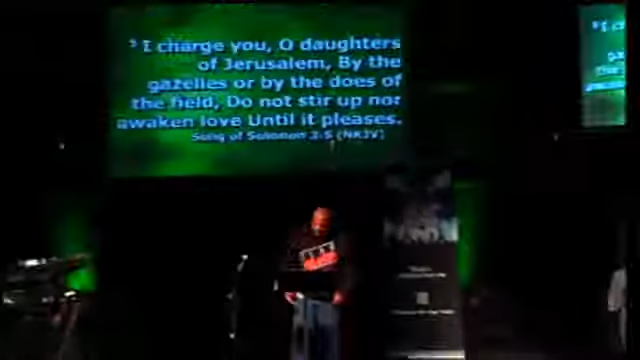 ⁵ I charge you, O daughters
of Jerusalem, By the
gazelles or by the does of
the field, Do not stir up nor
awaken love Until it pleases.
Song of Solomon 3:5 (NKJV)